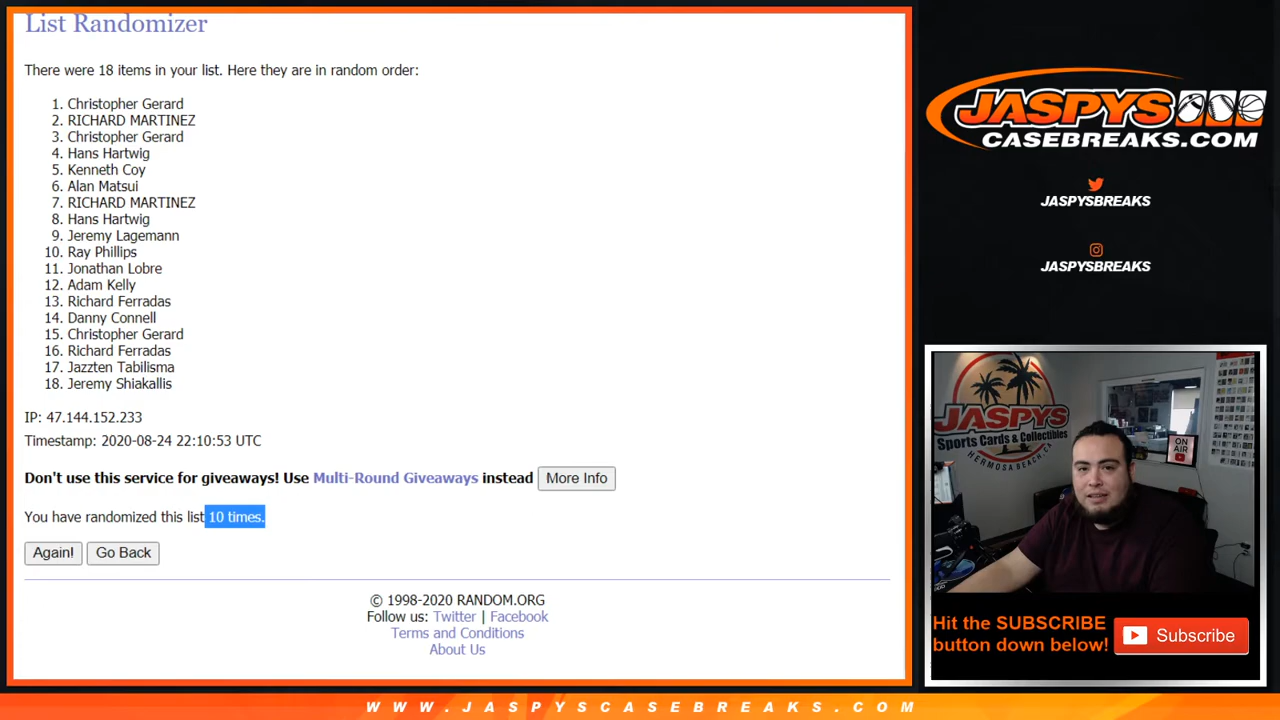 List Randomizer
There were 18 items in your list. Here they are in random order:
1. Christopher Gerard
2. RICHARD MARTINEZ
3. Christopher Gerard
4. Hans Hartwig
5. Kenneth Coy
6. Alan Matsui
7. RICHARD MARTINEZ
8. Hans Hartwig
9. Jeremy Lagemann
10. Ray Phillips
11. Jonathan Lobre
12. Adam Kelly
13. Richard Ferradas
14. Danny Connell
15. Christopher Gerard
16. Richard Ferradas
17. Jazzten Tabilisma
18. Jeremy Shiakallis
IP: 47.144.152.233
Timestamp: 2020-08-24 22:10:53 UTC
Don't use this service for giveaways! Use Multi-Round Giveaways instead More Info
You have randomized this list 10 times.
Again! Go Back
© 1998-2020 RANDOM.ORG
Follow us: Twitter | Facebook
Terms and Conditions
About Us
JASPYS
CASEBREAKS.COM
JASPYSBREAKS
JASPYSBREAKS
JASPYS
Sports Cards & Collectibles
HERMOSA BEACH, CA
ON
AIR
Hit the SUBSCRIBE
button down below!
Subscribe
WWW.JASPYSCASEBREAKS.COM